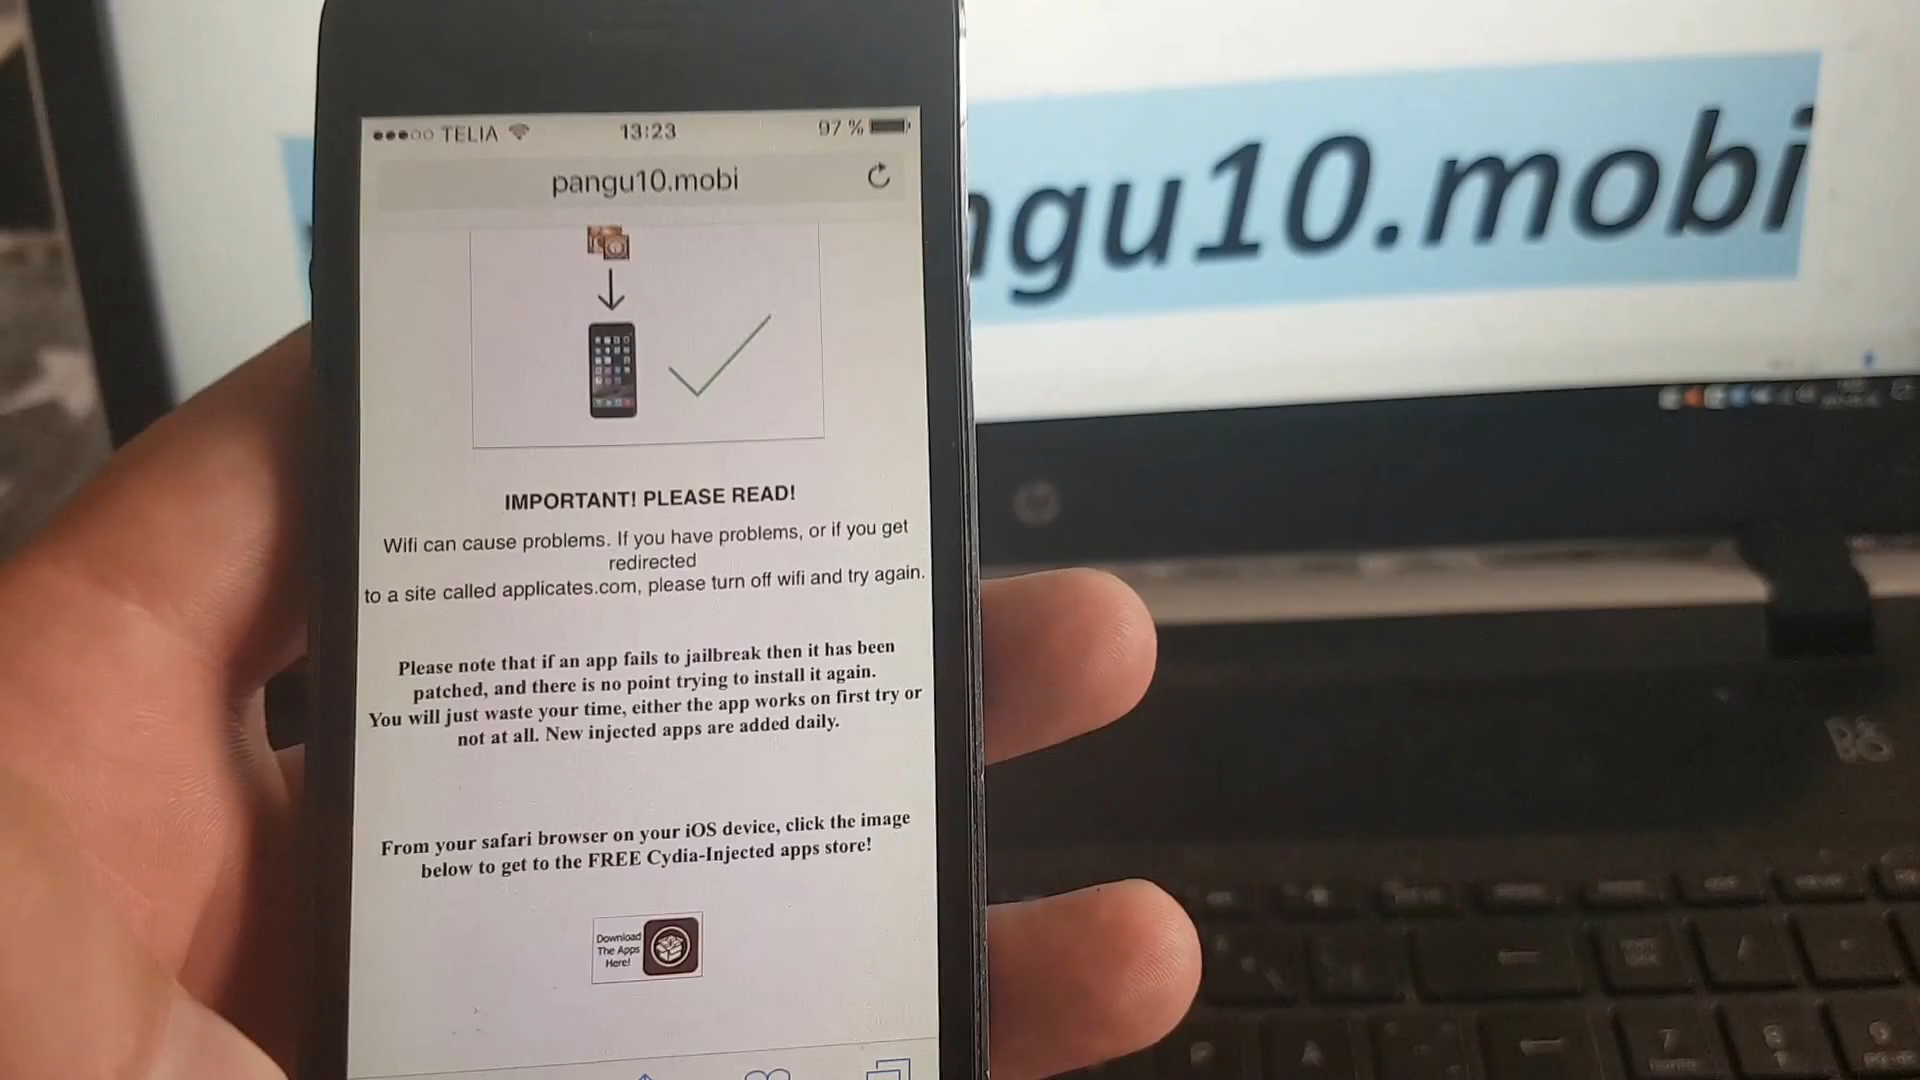 TELIA 13:23 97 %
pangu10.mobi
ngu10.mobi
IMPORTANT! PLEASE READ!
Wifi can cause problems. If you have problems, or if you get
redirected
to a site called applicates.com, please turn off wifi and try again.
Please note that if an app fails to jailbreak then it has been
patched, and there is no point trying to install it again.
You will just waste your time, either the app works on first try or
not at all. New injected apps are added daily.
From your safari browser on your iOS device, click the image
below to get to the FREE Cydia-Injected apps store!
Download
The Apps
Here!